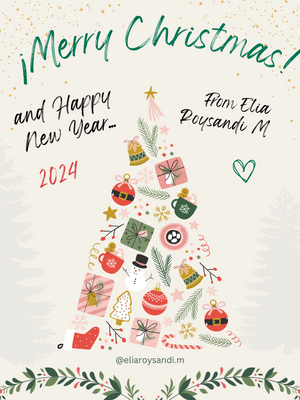 ¡Merry Christmas!
and Happy
New Year...
From Elia
Roysandi M
2024
@eliaroysandi.m